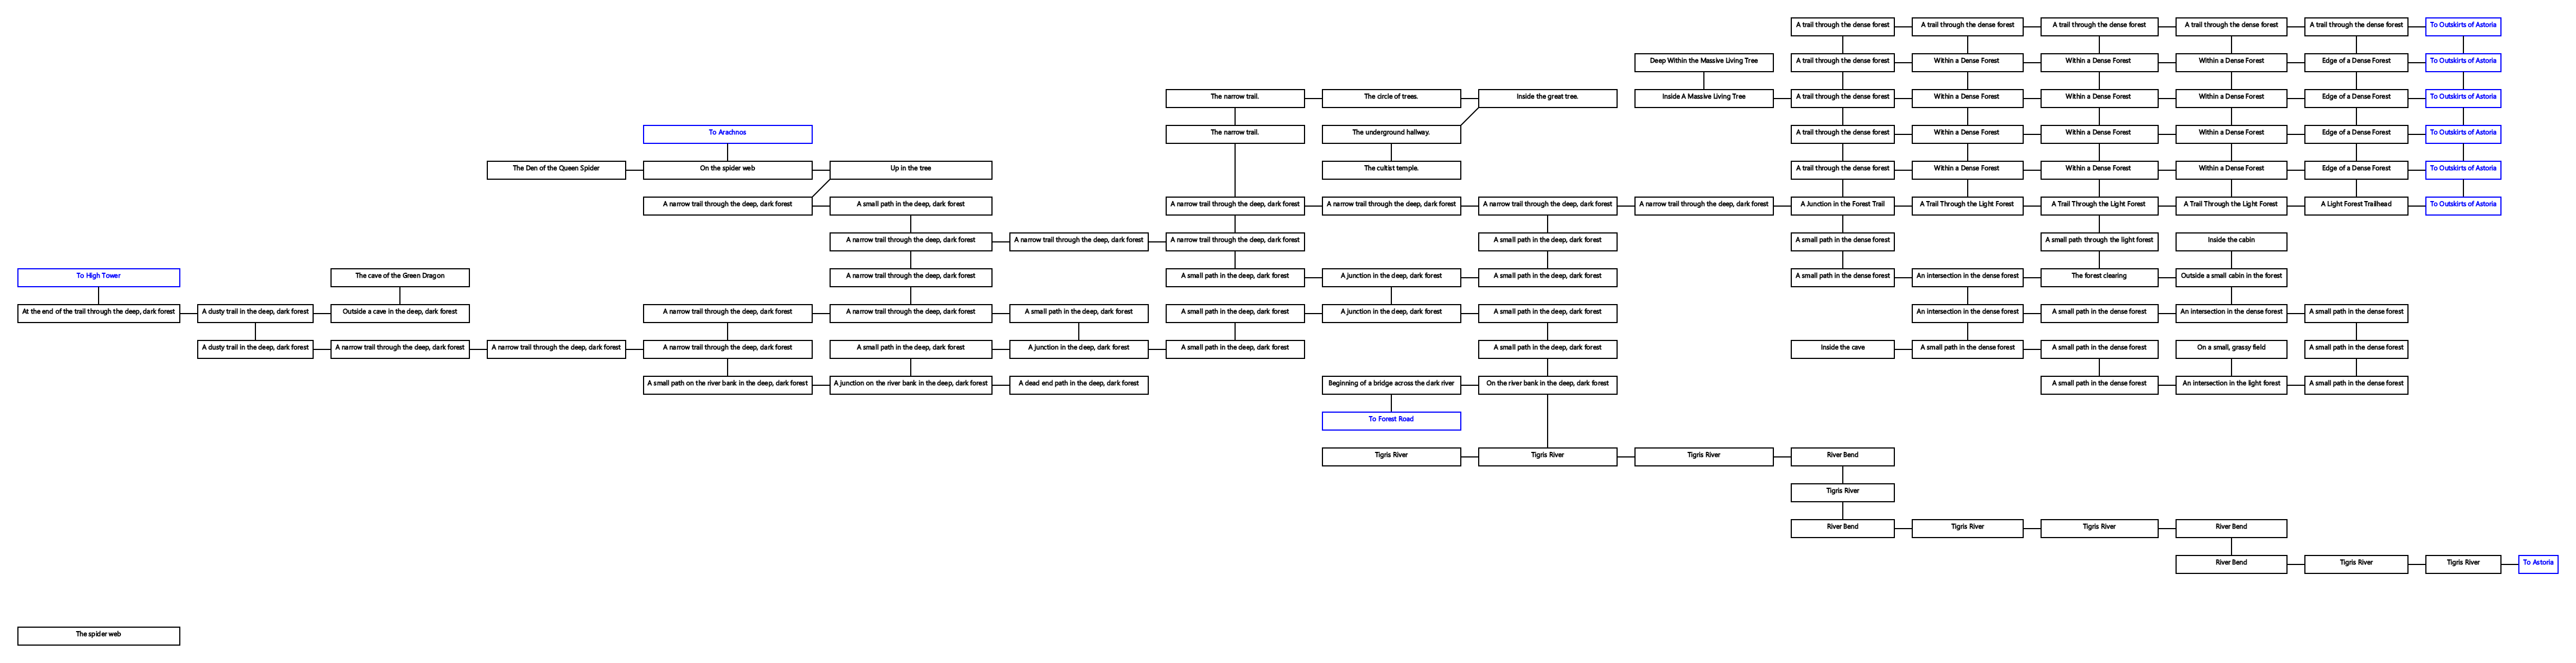 A trail through the dense forest
A trail through the dense forest
A trail through the dense forest
A trail through the dense forest
A trail through the dense forest
To Outskirts of Astoria
Deep Within the Massive Living Tree
A trail through the dense forest
Within a Dense Forest
Within a Dense Forest
Within a Dense Forest
Edge of a Dense Forest
To Outskirts of Astoria
The narrow trail.
The circle of trees.
Inside the great tree.
Inside A Massive Living Tree
A trail through the dense forest
Within a Dense Forest
Within a Dense Forest
Within a Dense Forest
Edge of a Dense Forest
To Outskirts of Astoria
To Arachnos
The narrow trail.
The underground hallway.
A trail through the dense forest
Within a Dense Forest
Within a Dense Forest
Within a Dense Forest
Edge of a Dense Forest
To Outskirts of Astoria
The Den of the Queen Spider
On the spider web
Up in the tree
The cultist temple.
A trail through the dense forest
Within a Dense Forest
Within a Dense Forest
Within a Dense Forest
Edge of a Dense Forest
To Outskirts of Astoria
A narrow trail through the deep, dark forest
A small path in the deep, dark forest
A narrow trail through the deep, dark forest
A narrow trail through the deep, dark forest
A narrow trail through the deep, dark forest
A narrow trail through the deep, dark forest
A Junction in the Forest Trail
A Trail Through the Light Forest
A Trail Through the Light Forest
A Trail Through the Light Forest
A Light Forest Trailhead
To Outskirts of Astoria
A narrow trail through the deep, dark forest
A narrow trail through the deep, dark forest
A narrow trail through the deep, dark forest
A small path in the deep, dark forest
A small path in the dense forest
A small path through the light forest
Inside the cabin
To High Tower
The cave of the Green Dragon
A narrow trail through the deep, dark forest
A small path in the deep, dark forest
A junction in the deep, dark forest
A small path in the deep, dark forest
A small path in the dense forest
An intersection in the dense forest
The forest clearing
Outside a small cabin in the forest
At the end of the trail through the deep, dark forest
A dusty trail in the deep, dark forest
Outside a cave in the deep, dark forest
A narrow trail through the deep, dark forest
A narrow trail through the deep, dark forest
A small path in the deep, dark forest
A small path in the deep, dark forest
A junction in the deep, dark forest
A small path in the deep, dark forest
An intersection in the dense forest
A small path in the dense forest
An intersection in the dense forest
A small path in the dense forest
A dusty trail in the deep, dark forest
A narrow trail through the deep, dark forest
A narrow trail through the deep, dark forest
A narrow trail through the deep, dark forest
A small path in the deep, dark forest
A junction in the deep, dark forest
A small path in the deep, dark forest
A small path in the deep, dark forest
Inside the cave
A small path in the dense forest
A small path in the dense forest
On a small, grassy field
A small path in the dense forest
A small path on the river bank in the deep, dark forest
A junction on the river bank in the deep, dark forest
A dead end path in the deep, dark forest
Beginning of a bridge across the dark river
On the river bank in the deep, dark forest
A small path in the dense forest
An intersection in the light forest
A small path in the dense forest
To Forest Road
Tigris River
Tigris River
Tigris River
River Bend
Tigris River
River Bend
Tigris River
Tigris River
River Bend
River Bend
Tigris River
Tigris River
To Astoria
The spider web